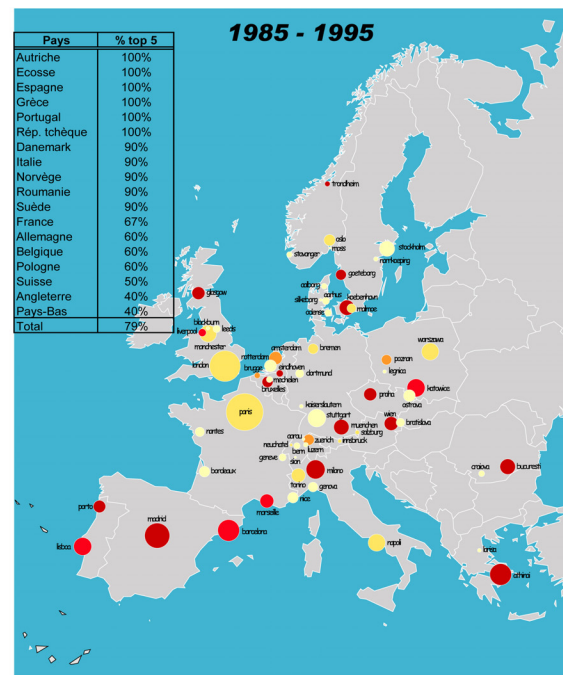 1985 - 1995
Pays % top 5
Autriche 100%
Ecosse 100%
Espagne 100%
Grèce 100%
Portugal 100%
Rép. tchèque 100%
Danemark 90%
Italie 90%
Norvège 90%
Roumanie 90%
Suède 90%
France 67%
Allemagne 60%
Belgique 60%
Pologne 60%
Suisse 50%
Angleterre 40%
Pays-Bas 40%
Total 79%
trondheim
oslo
moss
stavanger
stockholm
norrkoeping
goeteborg
aalborg
aarhus
silkeborg
koebenhavn
odense
malmoe
glasgow
blackburn
liverpool
leeds
manchester
london
amsterdam
rotterdam
bremen
brugge
eindhoven
mechelen
dortmund
bruxelles
warszawa
poznan
legnica
katowice
praha
ostrava
paris
kaiserslautern
stuttgart
wien
muenchen
bratislava
salzburg
nantes
aarau
zuerich
innsbruck
neuchatel
bern
luzern
geneve
sion
bordeaux
milano
torino
genova
nice
craiova
bucuresti
porto
marseille
madrid
barcelona
lisboa
napoli
larisa
athinai